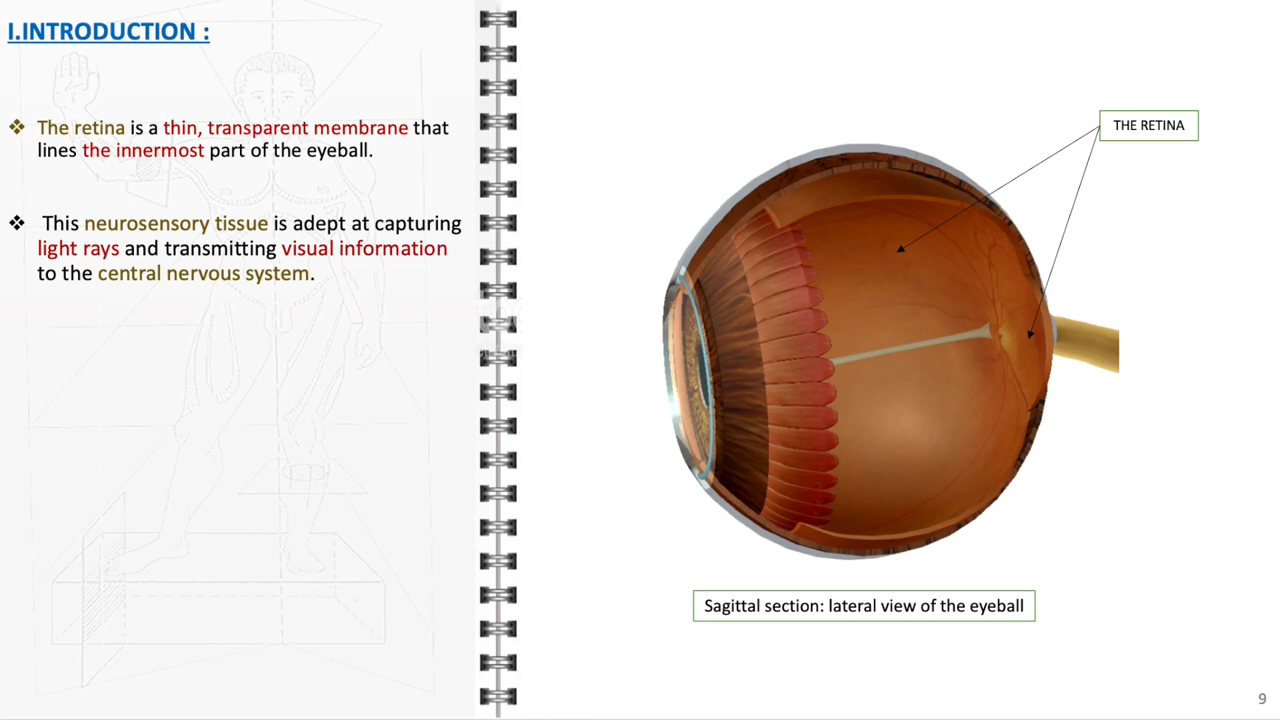 I.INTRODUCTION :
❖ The retina is a thin, transparent membrane that
lines the innermost part of the eyeball.
❖ This neurosensory tissue is adept at capturing
light rays and transmitting visual information
to the central nervous system.
THE RETINA
Sagittal section: lateral view of the eyeball
9